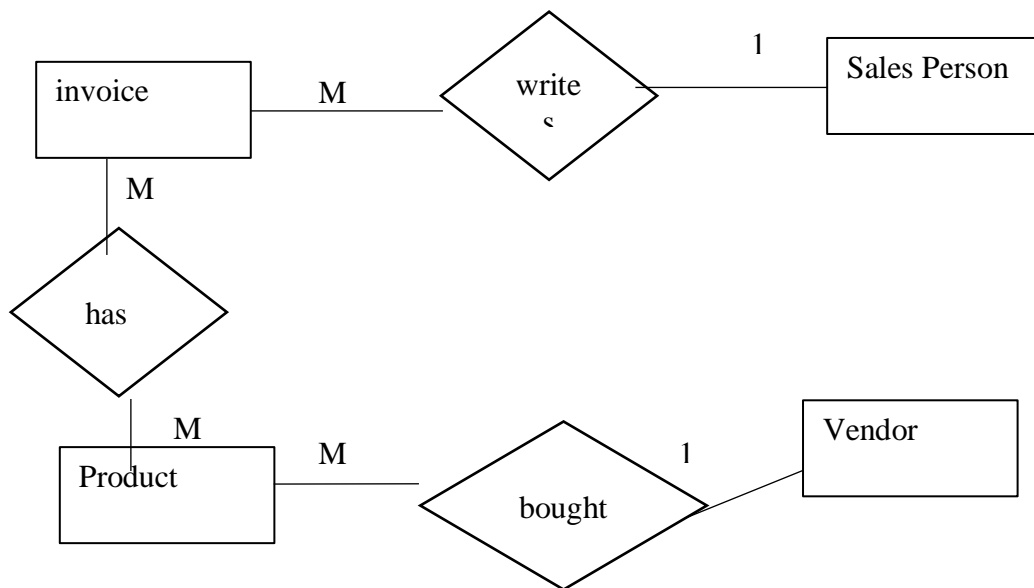 1
invoice
M
write
s
Sales Person
M
has
M
Product
M
bought
1
Vendor